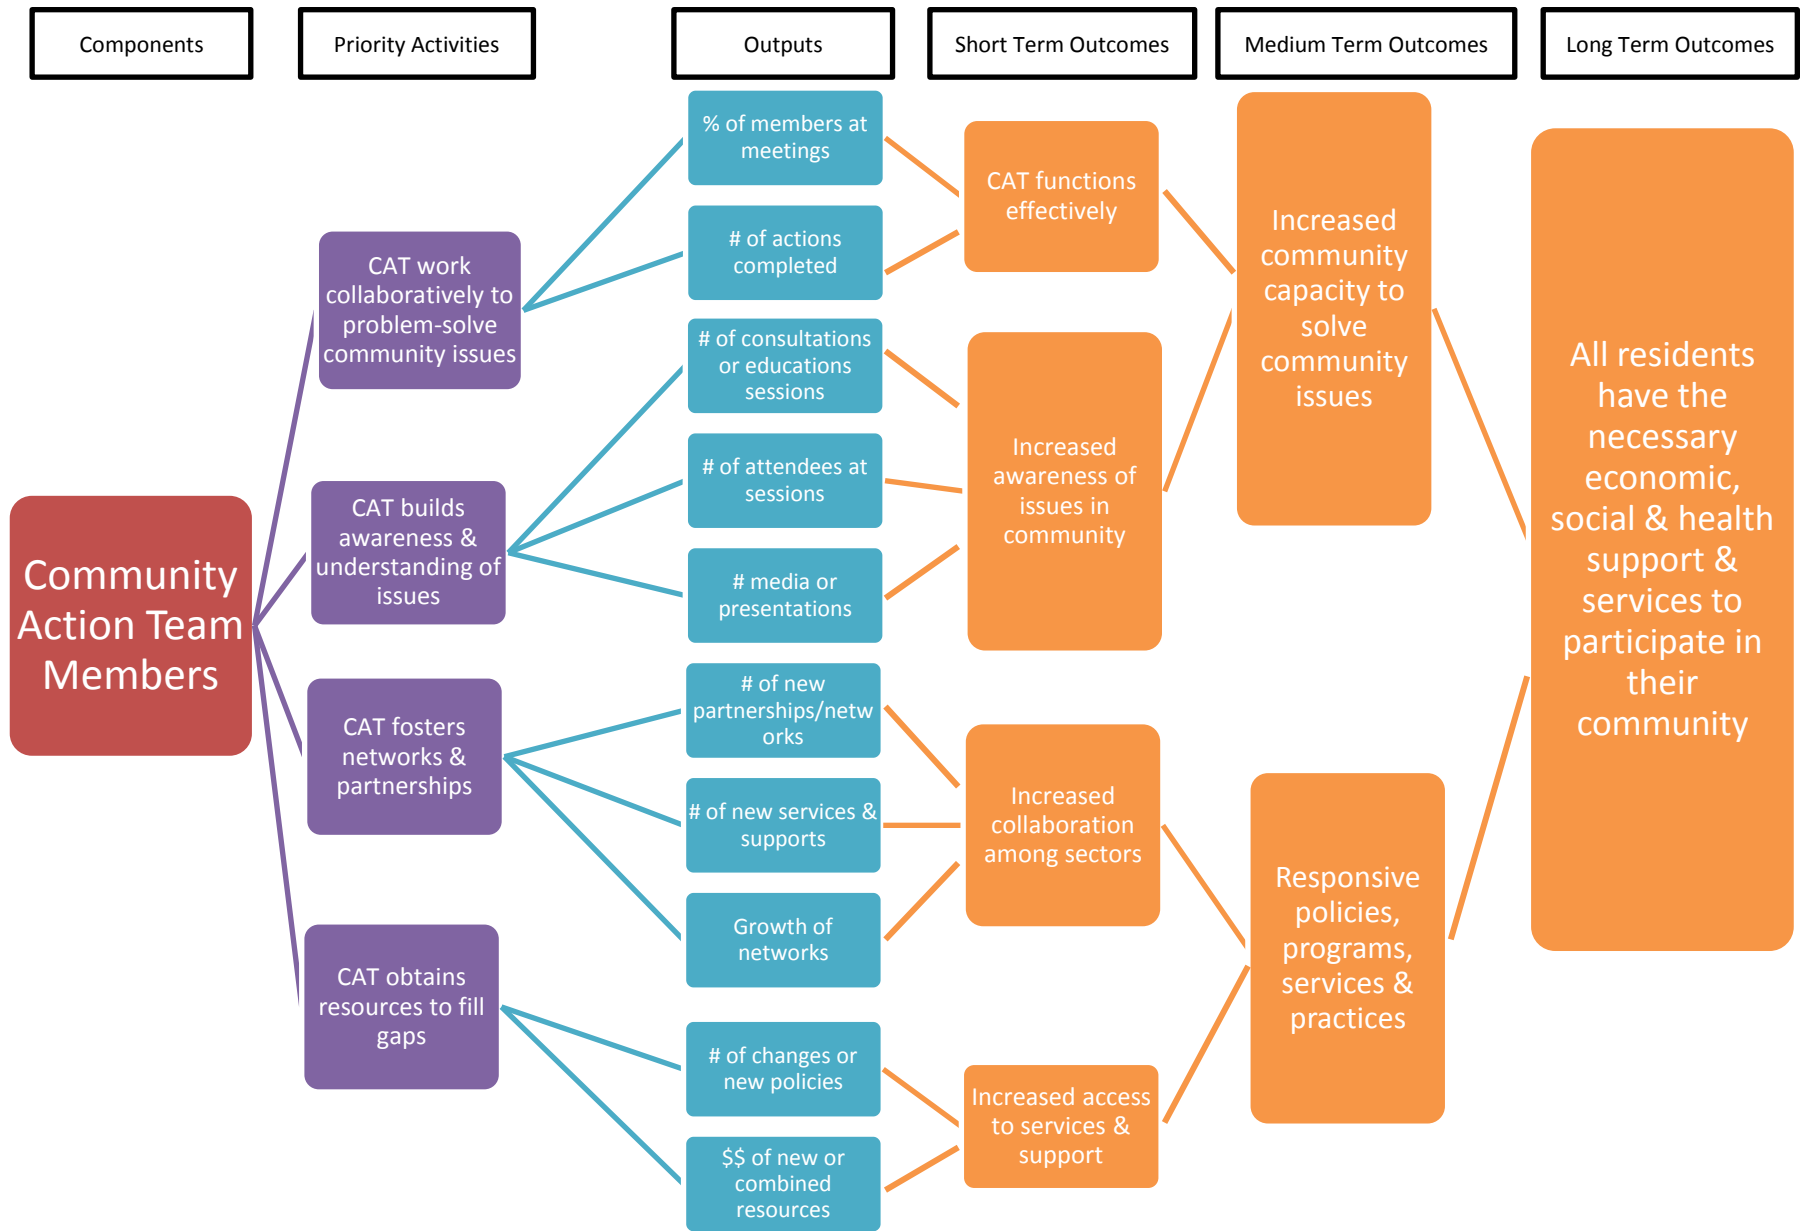 Components
Priority Activities
Outputs
Short Term Outcomes
Medium Term Outcomes
Long Term Outcomes
Community
Action Team
Members
CAT work
collaboratively to
problem-solve
community issues
CAT builds
awareness &
understanding of
issues
CAT fosters
networks &
partnerships
CAT obtains
resources to fill
gaps
% of members at
meetings
# of actions
completed
# of consultations
or educations
sessions
# of attendees at
sessions
# media or
presentations
# of new
partnerships/netw
orks
# of new services &
supports
Growth of
networks
# of changes or
new policies
$$ of new or
combined
resources
CAT functions
effectively
Increased
awareness of
issues in
community
Increased
collaboration
among sectors
Increased access
to services &
support
Increased
community
capacity to
solve
community
issues
Responsive
policies,
programs,
services &
practices
All residents
have the
necessary
economic,
social & health
support &
services to
participate in
their
community